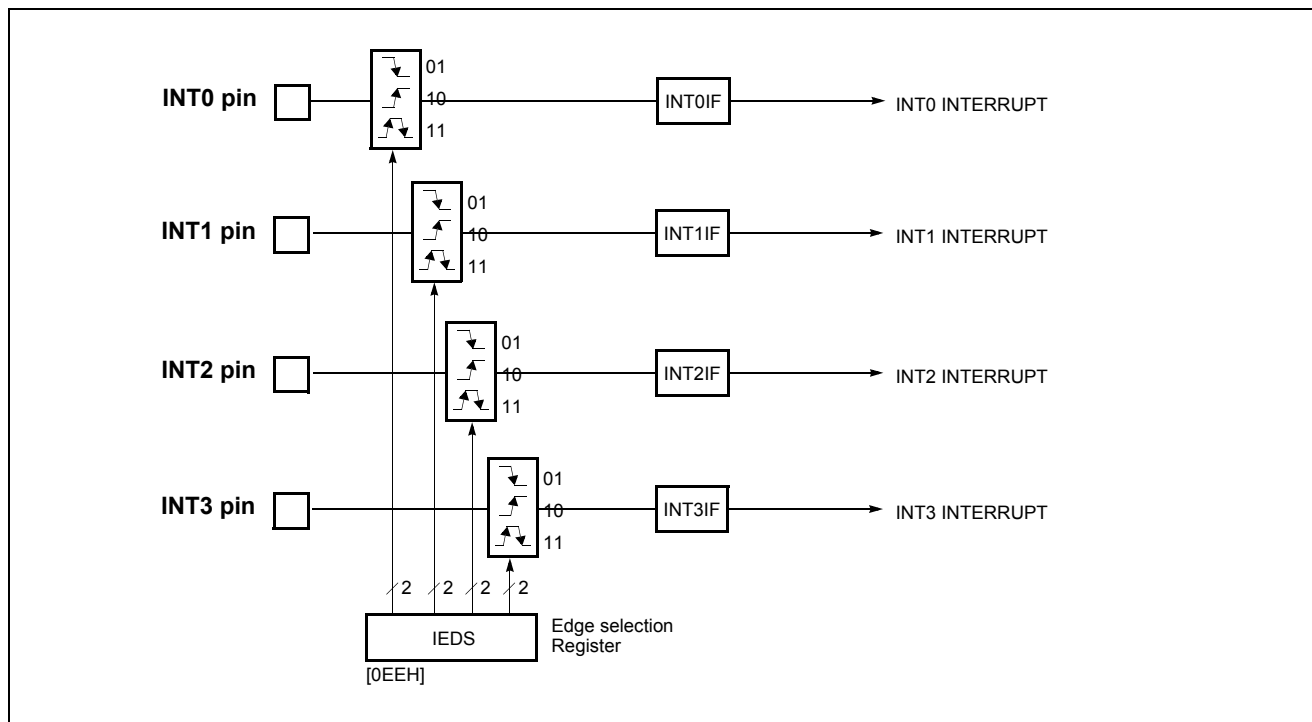 INT0 pin
01
10
11
INT0IF
INT0 INTERRUPT
INT1 pin
01
10
11
INT1IF
INT1 INTERRUPT
INT2 pin
01
10
11
INT2IF
INT2 INTERRUPT
INT3 pin
01
10
11
INT3IF
INT3 INTERRUPT
2
2
2
2
IEDS
Edge selection
Register
[0EEH]